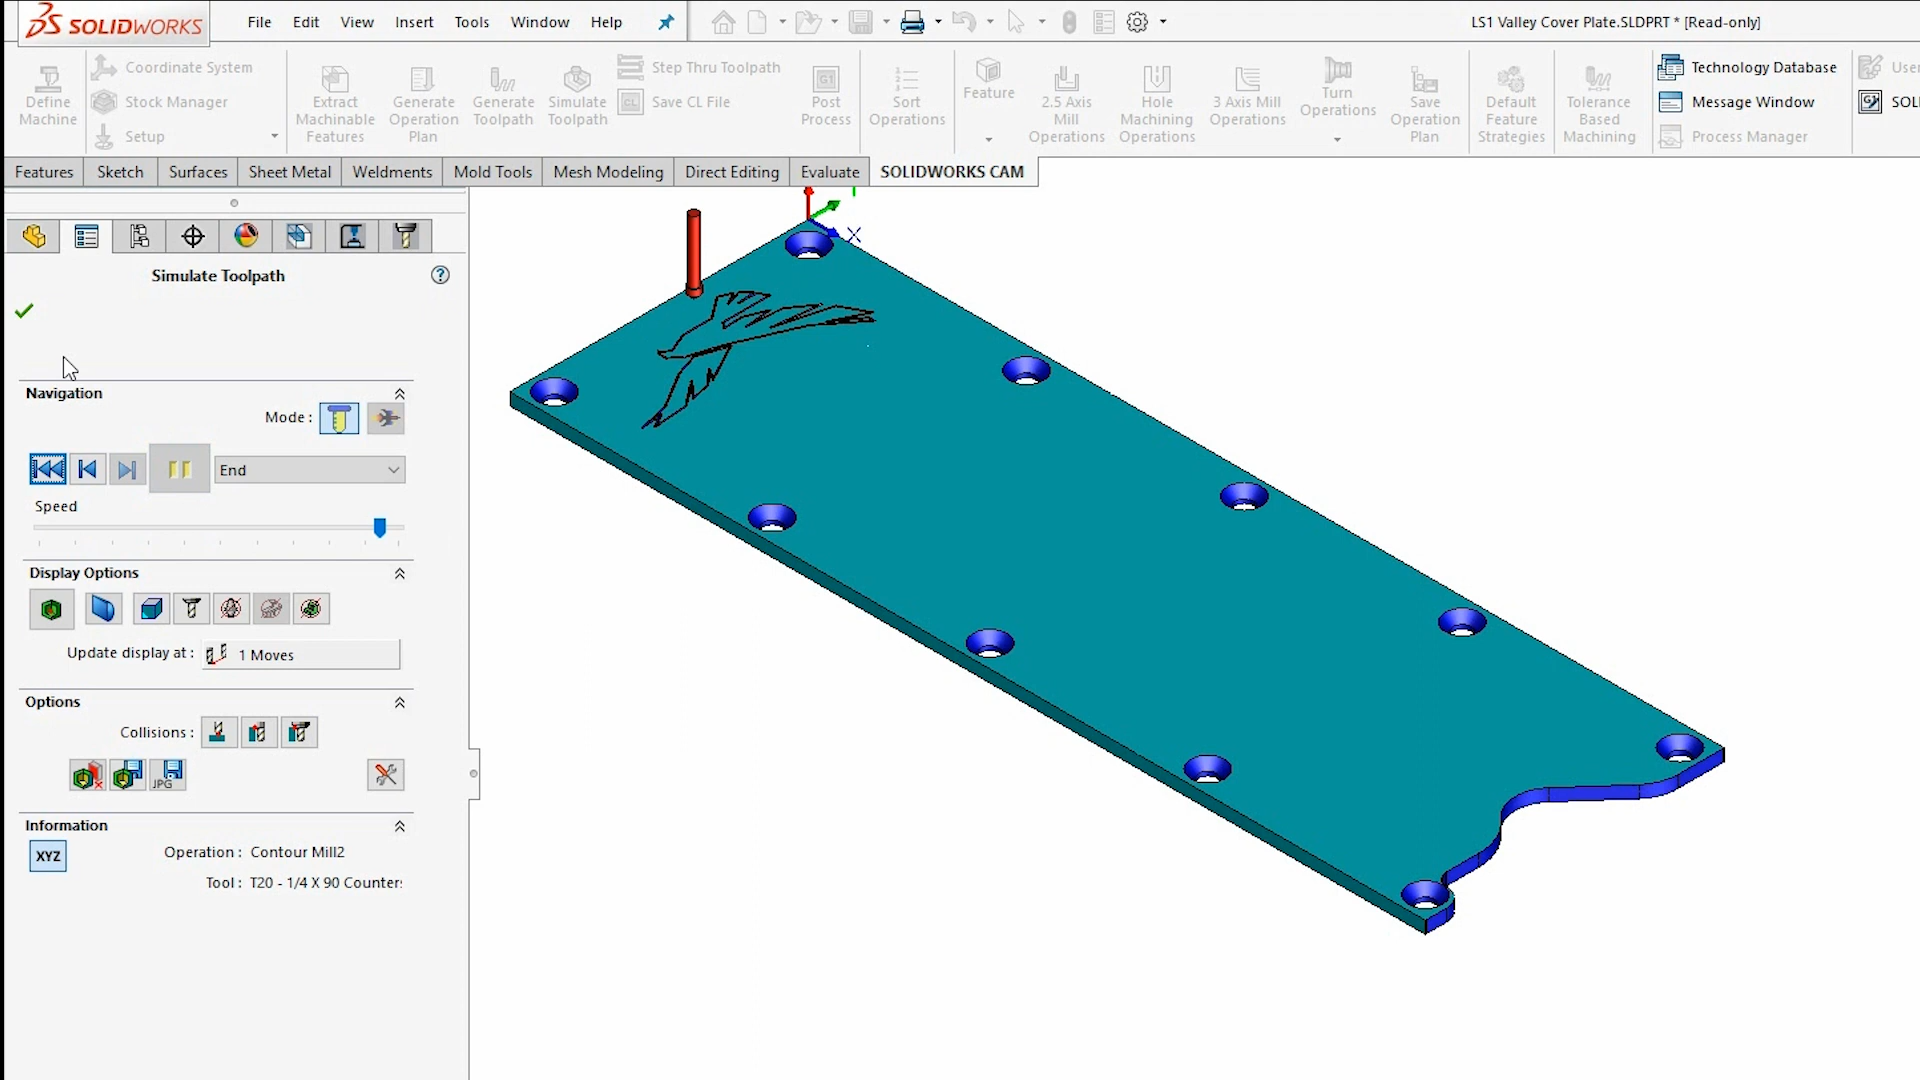 SOLIDWORKS File Edit View Insert Tools Window Help LS1 Valley Cover Plate.SLDPRT * [Read-only]
Define Machine
Coordinate System
Stock Manager
Setup
Extract Machinable Features
Generate Operation Plan
Generate Toolpath
Simulate Toolpath
Step Thru Toolpath
CL Save CL File
G1 Post Process
Sort Operations
Feature
2.5 Axis Mill Operations
Hole Machining Operations
3 Axis Mill Operations
Turn Operations
Save Operation Plan
Default Feature Strategies
Tolerance Based Machining
Technology Database
Message Window
Process Manager
User
SOLI
Features Sketch Surfaces Sheet Metal Weldments Mold Tools Mesh Modeling Direct Editing Evaluate SOLIDWORKS CAM
X
Simulate Toolpath ?
Navigation
Mode :
End
Speed
Display Options
Update display at : 1 Moves
Options
Collisions :
JPG
Information
XYZ Operation : Contour Mill2
Tool : T20 - 1/4 X 90 Counter